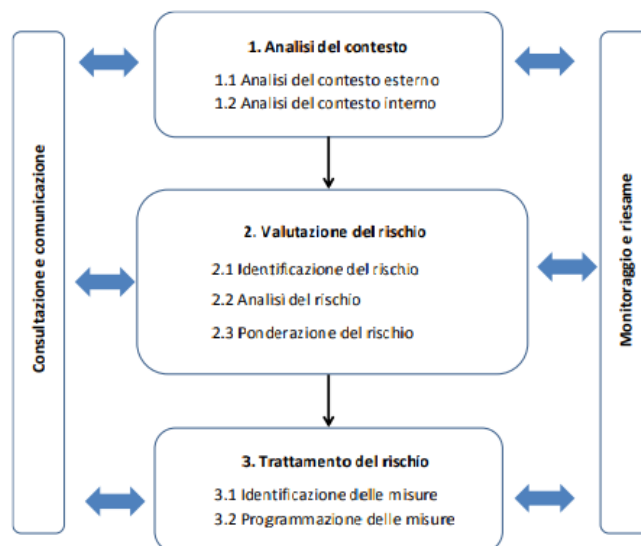 Consultazione e comunicazione
1. Analisi del contesto
1.1 Analisi del contesto esterno
1.2 Analisi del contesto interno
2. Valutazione del rischio
2.1 Identificazione del rischio
2.2 Analisi del rischio
2.3 Ponderazione del rischio
3. Trattamento del rischio
3.1 Identificazione delle misure
3.2 Programmazione delle misure
Monitoraggio e riesame